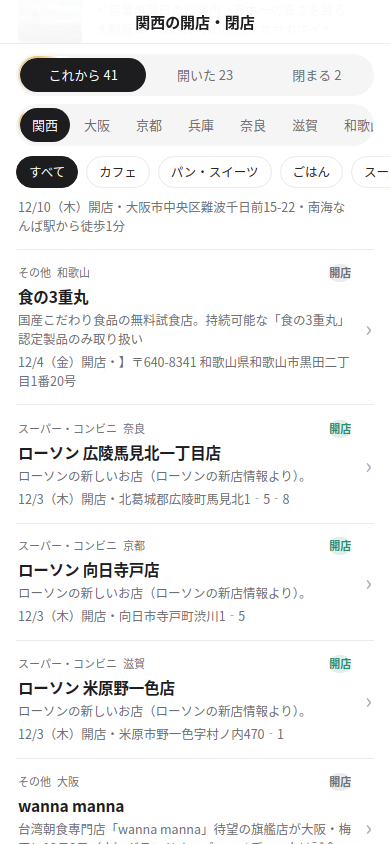 関西の開店・閉店
これから 41
開いた 23
閉まる 2
関西
大阪
京都
兵庫
奈良
滋賀
和歌
すべて
カフェ
パン・スイーツ
ごはん
スー
12/10（木）開店・大阪市中央区難波千日前15-22・南海な
んば駅から徒歩1分
その他 和歌山
開店
食の3重丸
国産こだわり食品の無料試食店。持続可能な「食の3重丸」
認定製品のみ取り扱い
12/4（金）開店・】〒640-8341 和歌山県和歌山市黒田二丁
目1番20号
スーパー・コンビニ 奈良
開店
ローソン 広陵馬見北一丁目店
ローソンの新しいお店（ローソンの新店情報より）。
12/3（木）開店・北葛城郡広陵町馬見北1‐5‐8
スーパー・コンビニ 京都
開店
ローソン 向日寺戸店
ローソンの新しいお店（ローソンの新店情報より）。
12/3（木）開店・向日市寺戸町渋川1‐5
スーパー・コンビニ 滋賀
開店
ローソン 米原野一色店
ローソンの新しいお店（ローソンの新店情報より）。
12/3（木）開店・米原市野一色字村ノ内470‐1
その他 大阪
開店
wanna manna
台湾朝食専門店「wanna manna」待望の旗艦店が大阪・梅